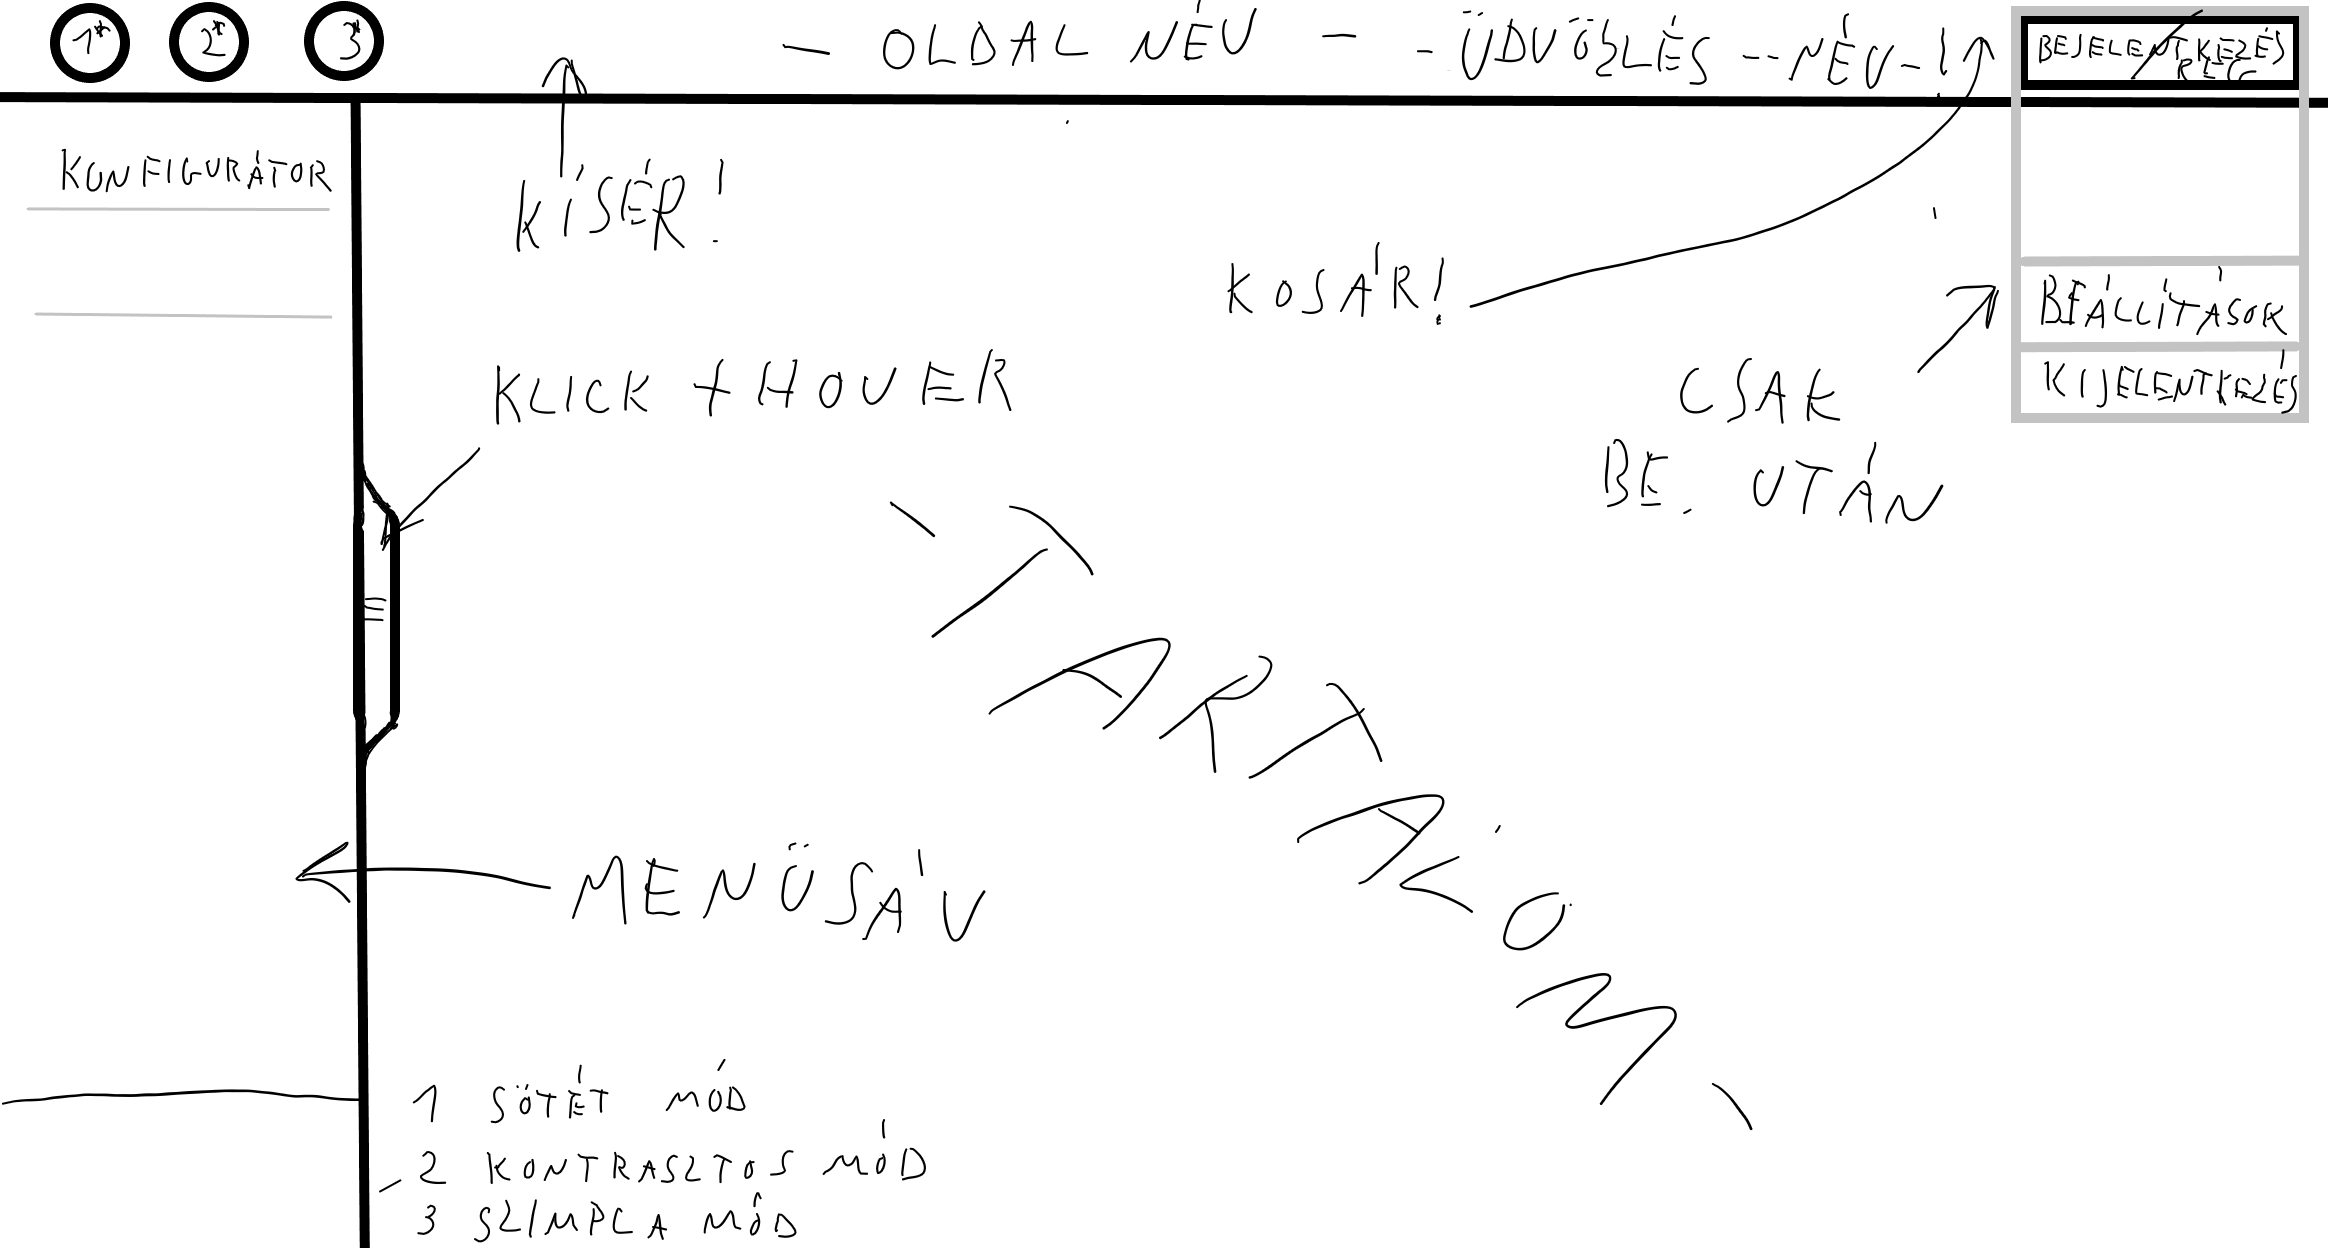 1* 2* 3* - OLDAL NÉV - - ÜDVÖZLÉS -- NÉV - ! BEJELENTKEZÉS / REG
KONFIGURÁTOR
KÍSÉR!
KOSÁR!
BEÁLLÍTÁSOK
KIJELENTKEZÉS
KLICK + HOVER
CSAK
BE. UTÁN
- TARTALOM -
MENÜSÁV
1 SÖTÉT MÓD
2 KONTRASZTOS MÓD
3 SZIMPLA MÓD